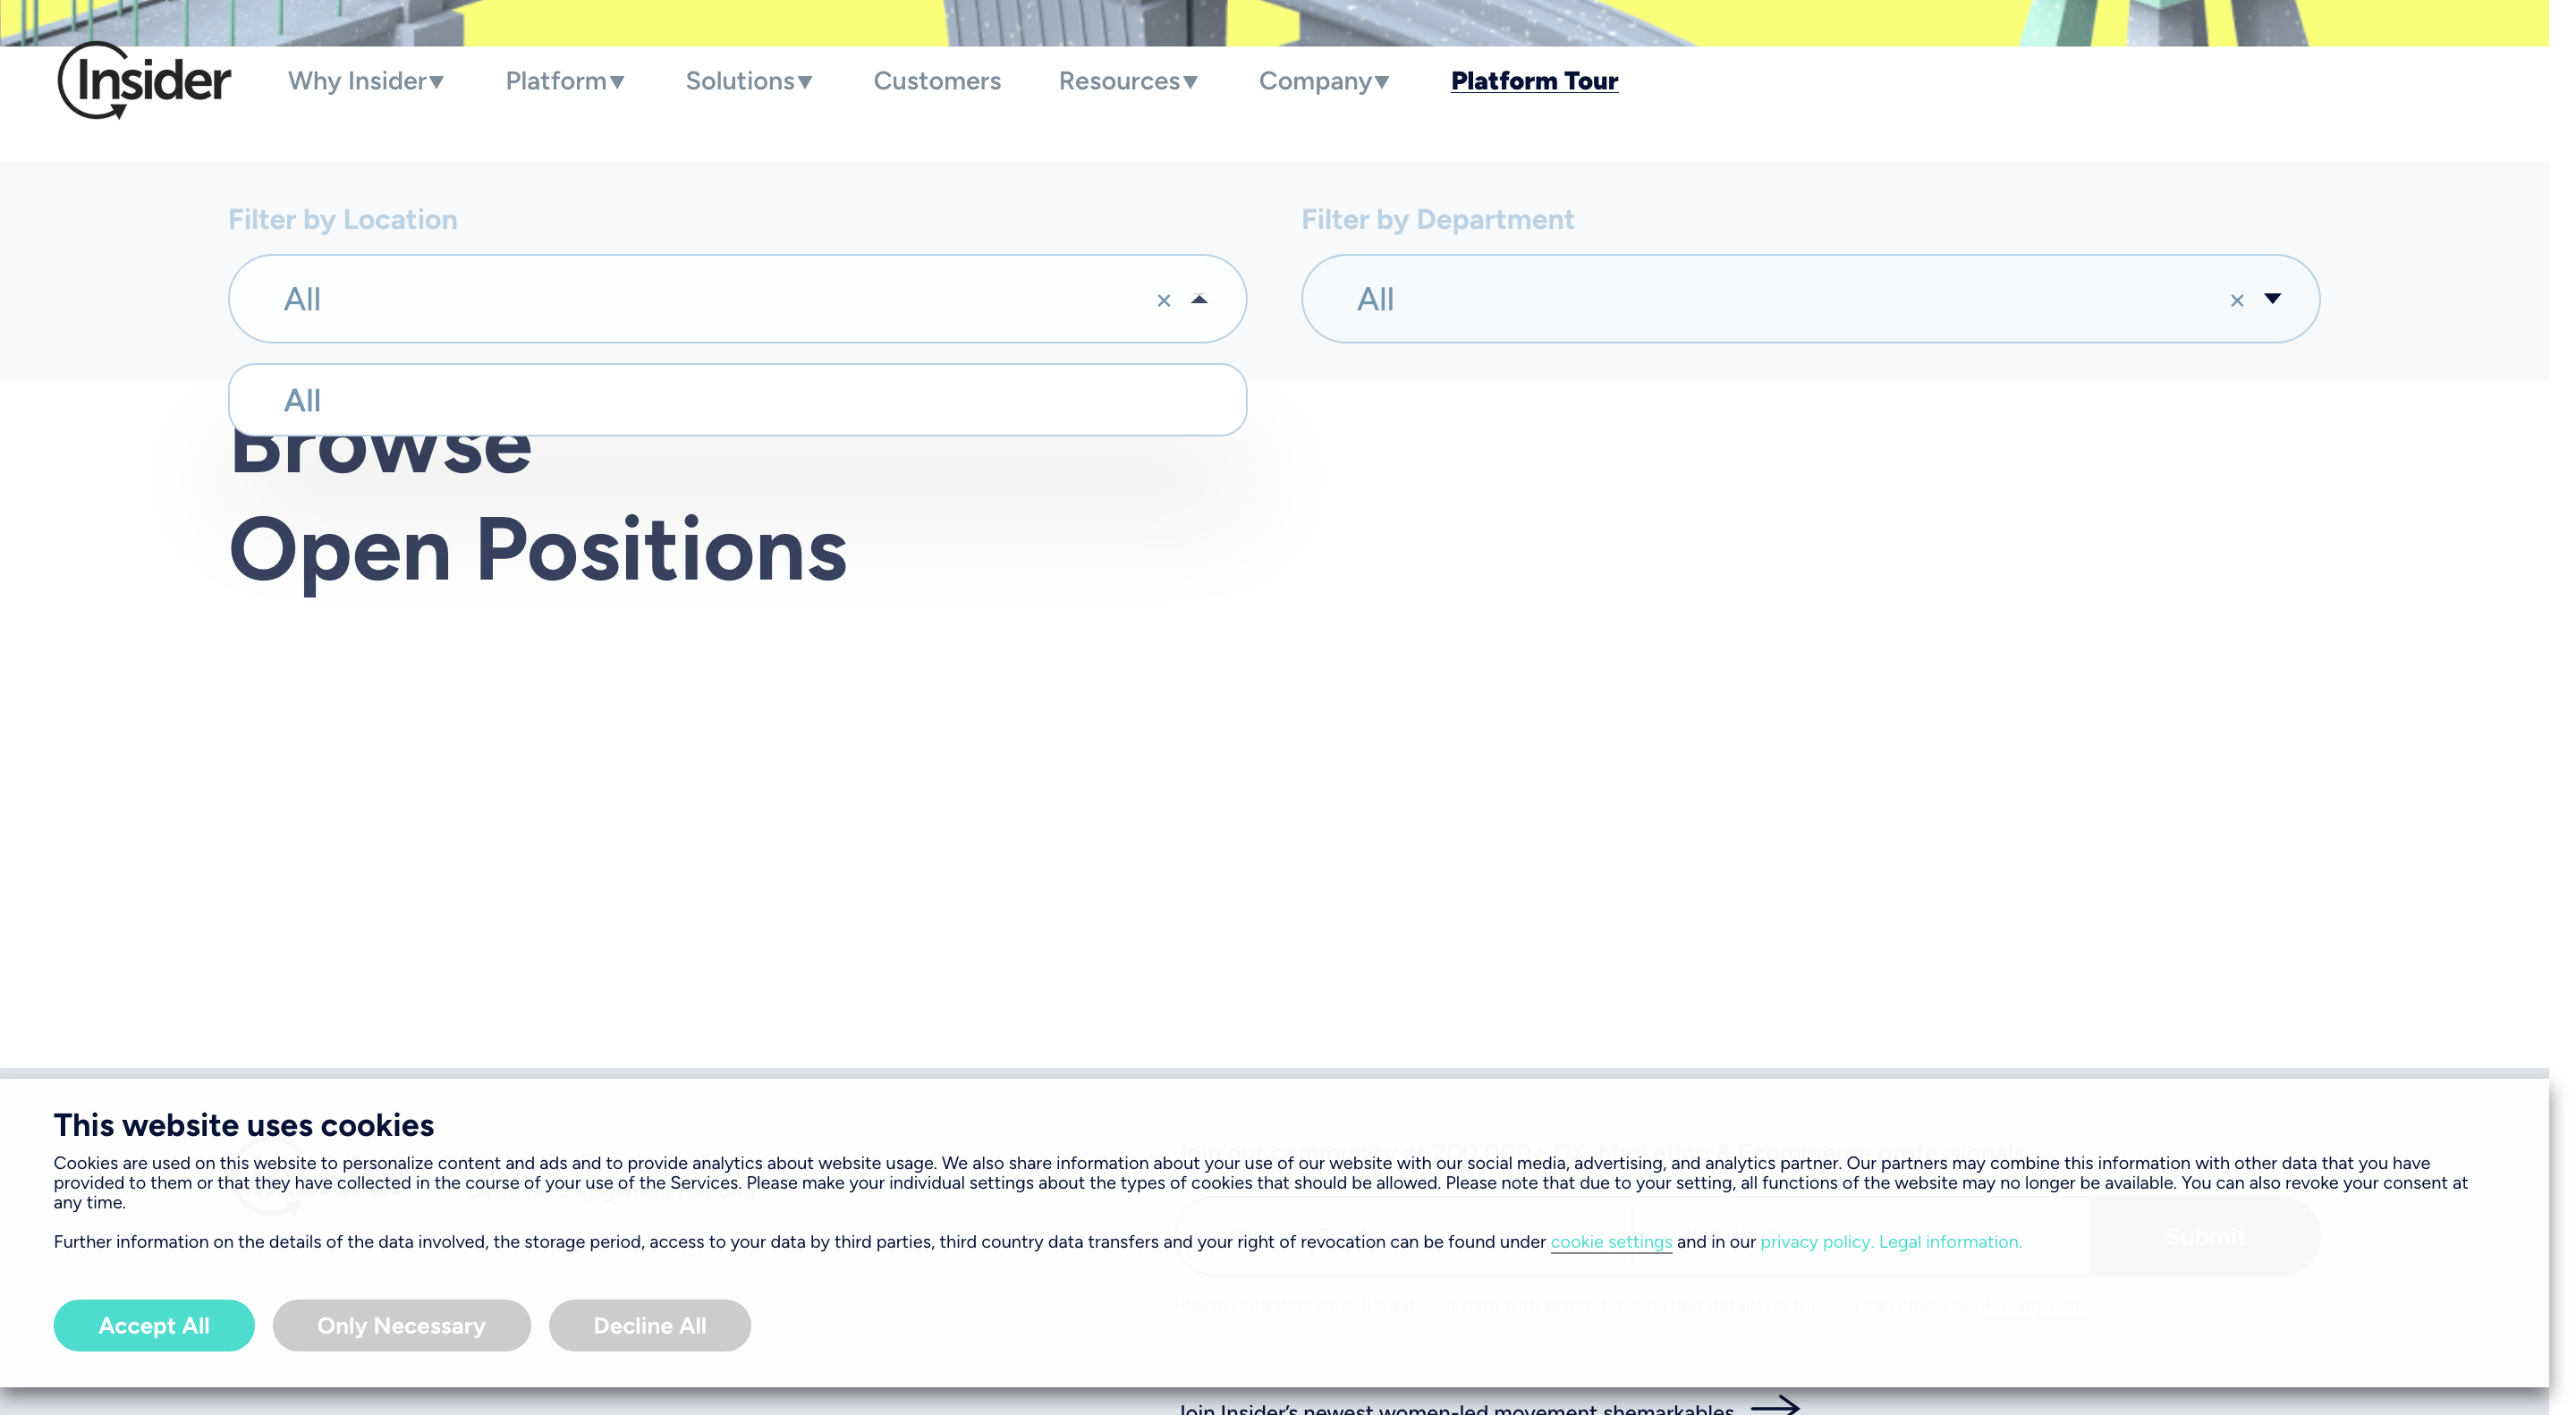 Insider
Why Insider
Platform
Solutions
Customers
Resources
Company
Platform Tour
Filter by Location
Filter by Department
All
×
All
×
All
Browse
Open Positions
This website uses cookies
Cookies are used on this website to personalize content and ads and to provide analytics about website usage. We also share information about your use of our website with our social media, advertising, and analytics partner. Our partners may combine this information with other data that you have
provided to them or that they have collected in the course of your use of the Services. Please make your individual settings about the types of cookies that should be allowed. Please note that due to your setting, all functions of the website may no longer be available. You can also revoke your consent at
any time.
Further information on the details of the data involved, the storage period, access to your data by third parties, third country data transfers and your right of revocation can be found under cookie settings and in our privacy policy. Legal information.
Submit
Accept All
Only Necessary
Decline All
Join Insider's newest women-led movement shemarkables